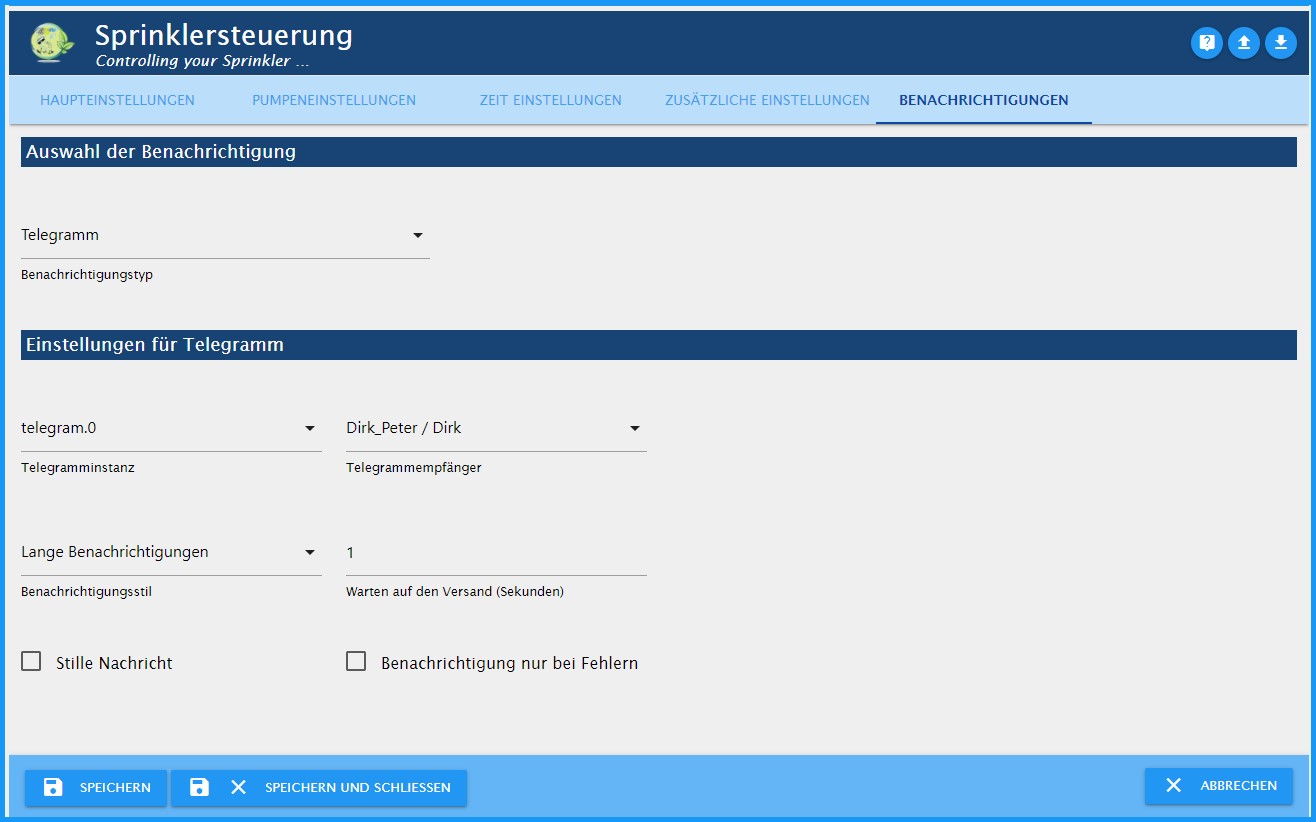 Sprinklersteuerung
Controlling your Sprinkler ...
HAUPTEINSTELLUNGEN PUMPENEINSTELLUNGEN ZEIT EINSTELLUNGEN ZUSÄTZLICHE EINSTELLUNGEN BENACHRICHTIGUNGEN
Auswahl der Benachrichtigung
Telegramm
Benachrichtigungstyp
Einstellungen für Telegramm
telegram.0 Dirk_Peter / Dirk
Telegramminstanz Telegrammempfänger
Lange Benachrichtigungen 1
Benachrichtigungsstil Warten auf den Versand (Sekunden)
Stille Nachricht Benachrichtigung nur bei Fehlern
SPEICHERN SPEICHERN UND SCHLIESSEN ABBRECHEN